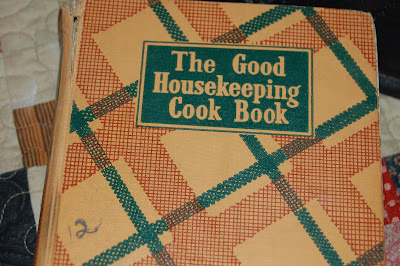 The Good
Housekeeping
Cook Book
12